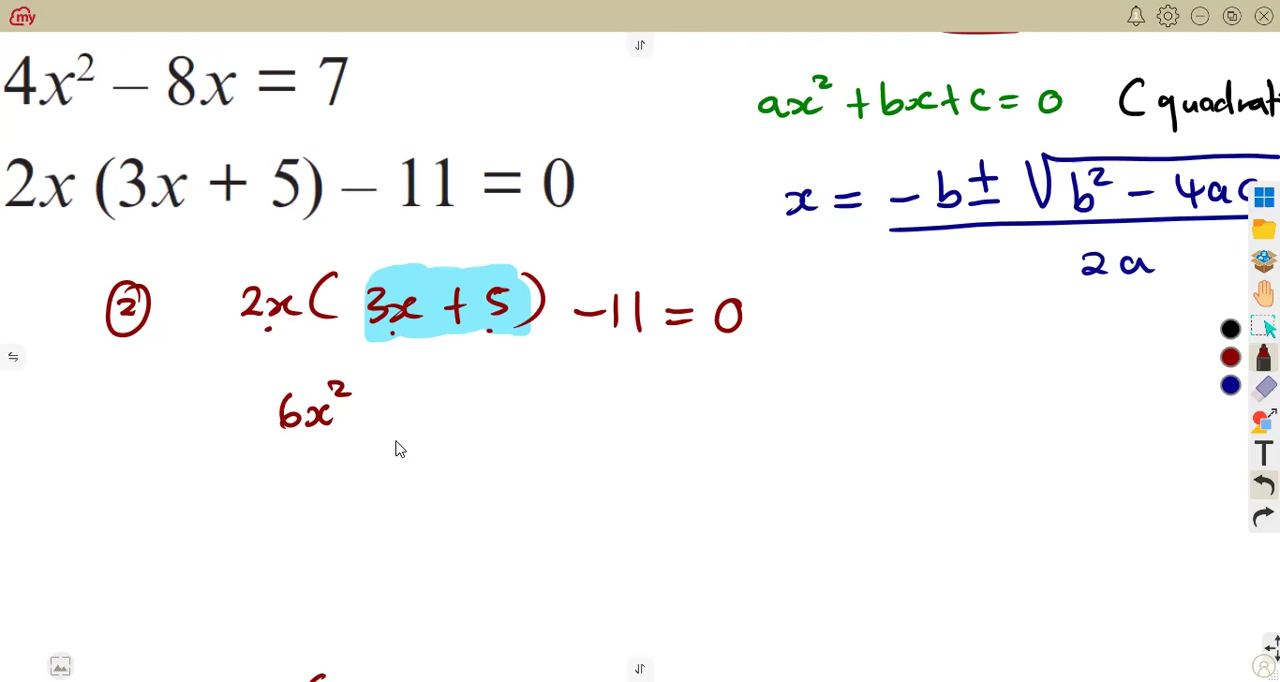 my
4x² – 8x = 7
2x (3x + 5) – 11 = 0
ax² + bx + c = 0 (
x = -b ± √b² - 4ac
2a
② 2x( 3x + 5) - 11 = 0
6x²
T